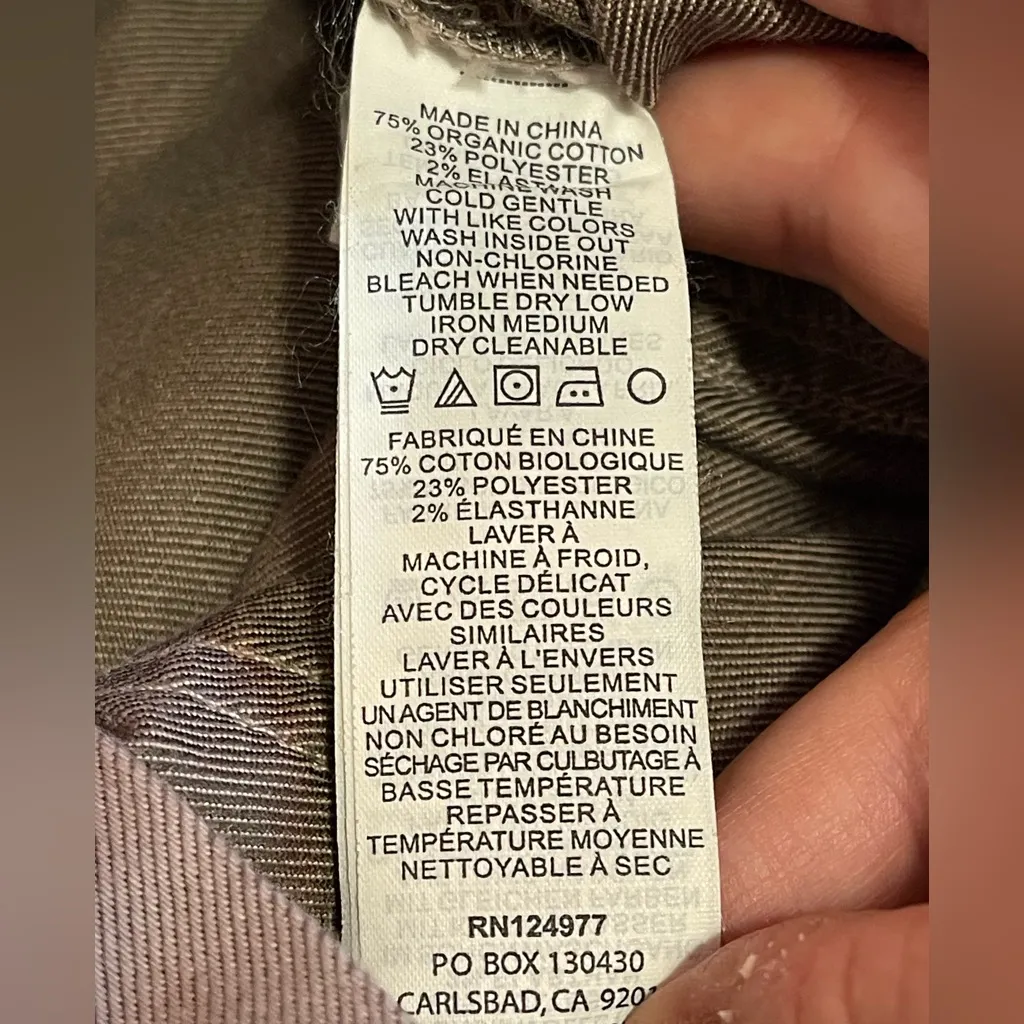 MADE IN CHINA
75% ORGANIC COTTON
23% POLYESTER
2% ELAS
MACHINE WASH
COLD GENTLE
WITH LIKE COLORS
WASH INSIDE OUT
NON-CHLORINE
BLEACH WHEN NEEDED
TUMBLE DRY LOW
IRON MEDIUM
DRY CLEANABLE
FABRIQUÉ EN CHINE
75% COTON BIOLOGIQUE
23% POLYESTER
2% ÉLASTHANNE
LAVER À
MACHINE À FROID,
CYCLE DÉLICAT
AVEC DES COULEURS
SIMILAIRES
LAVER À L'ENVERS
UTILISER SEULEMENT
UN AGENT DE BLANCHIMENT
NON CHLORÉ AU BESOIN
SÉCHAGE PAR CULBUTAGE À
BASSE TEMPÉRATURE
REPASSER À
TEMPÉRATURE MOYENNE
NETTOYABLE À SEC
RN124977
PO BOX 130430
CARLSBAD, CA 9201